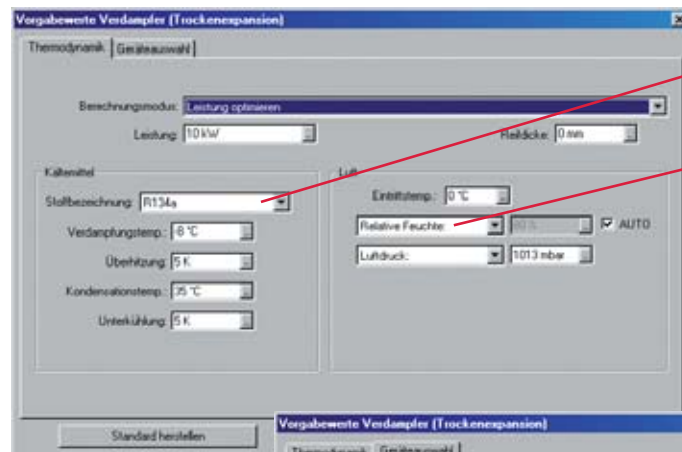 Vorgabewerte Verdampfer (Trockenexpansion)
Thermodynamik Geräteauswahl
Berechnungsmodus: Leistung optimieren
Leistung: 10 kW Reifdicke: 0 mm
Kältemittel Luft
Stoffbezeichnung: R134a Eintrittstemp.: 0 °C
Verdampfungstemp.: -8 °C Relative Feuchte: AUTO
Überhitzung: 5 K Luftdruck: 1013 mbar
Kondensationstemp.: 35 °C
Unterkühlung: 5 K
Standard herstellen
Vorgabewerte Verdampfer (Trockenexpansion)
Thermodynamik Geräteauswahl